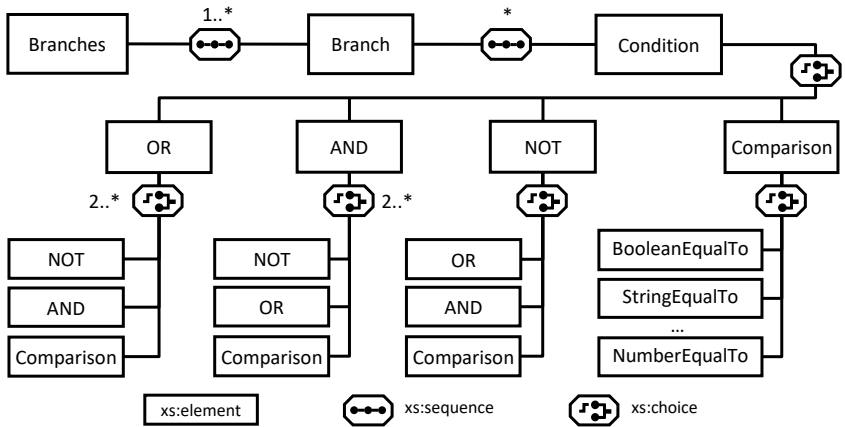 1..*
*
Branches
Branch
Condition
OR
AND
NOT
Comparison
2..*
2..*
NOT
NOT
OR
BooleanEqualTo
AND
OR
AND
StringEqualTo
...
Comparison
Comparison
Comparison
NumberEqualTo
xs:element
xs:sequence
xs:choice